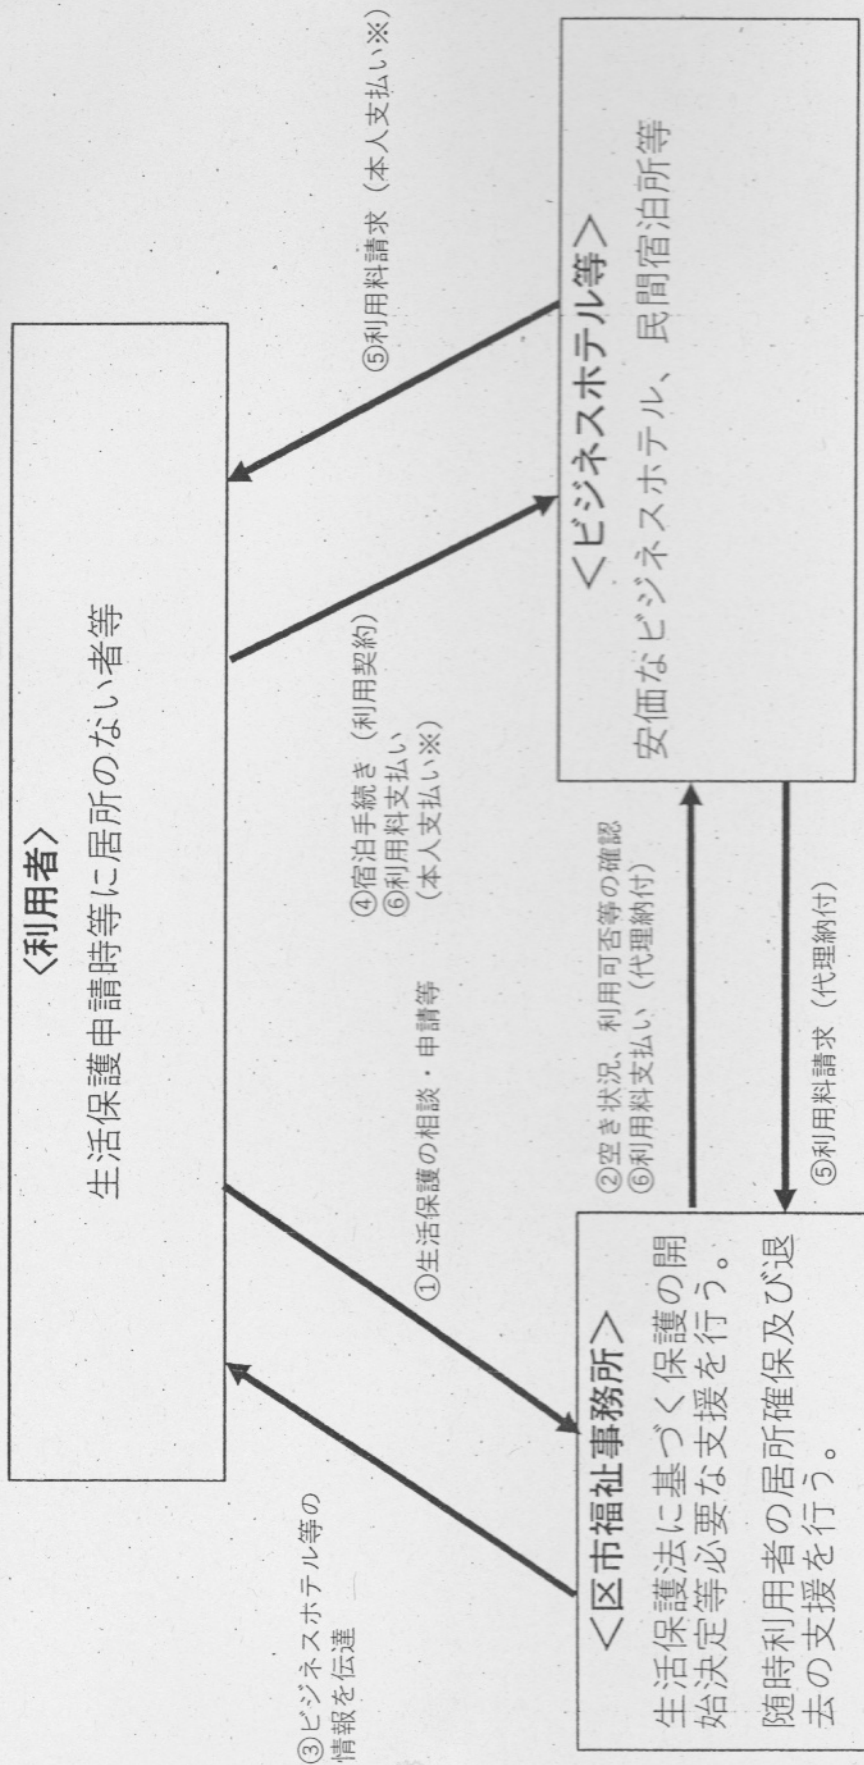 ＜利用者＞
生活保護申請時等に居所のない者等
③ビジネスホテル等の
情報を伝達
①生活保護の相談・申請等
④宿泊手続き（利用契約）
⑥利用料支払い
（本人支払い※）
⑤利用料請求（本人支払い※）
＜区市福祉事務所＞
生活保護法に基づく保護の開
始決定等必要な支援を行う。
随時利用者の居所確保及び退
去の支援を行う。
②空き状況、利用可否等の確認
⑥利用料支払い（代理納付）
⑤利用料請求（代理納付）
＜ビジネスホテル等＞
安価なビジネスホテル、民間宿泊所等